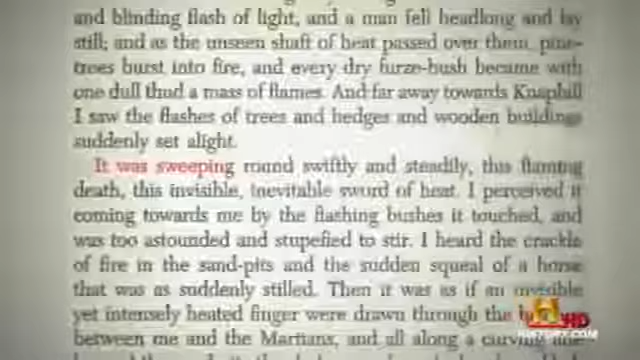 and blinding flash of light, and a man fell headlong and lay
still; and as the unseen shaft of heat passed over them, pine-
trees burst into fire, and every dry furze-bush became with
one dull thud a mass of flames. And far away towards Knaphill
I saw the flashes of trees and hedges and wooden buildings
suddenly set alight.
It was sweeping round swiftly and steadily, this flaming
death, this invisible, inevitable sword of heat. I perceived it
coming towards me by the flashing bushes it touched, and
was too astounded and stupefied to stir. I heard the crackle
of fire in the sand-pits and the sudden squeal of a horse
that was as suddenly stilled. Then it was as if an invisible
yet intensely heated finger were drawn through the
between me and the Martians, and all along a curving
H HD
HISTORY.COM